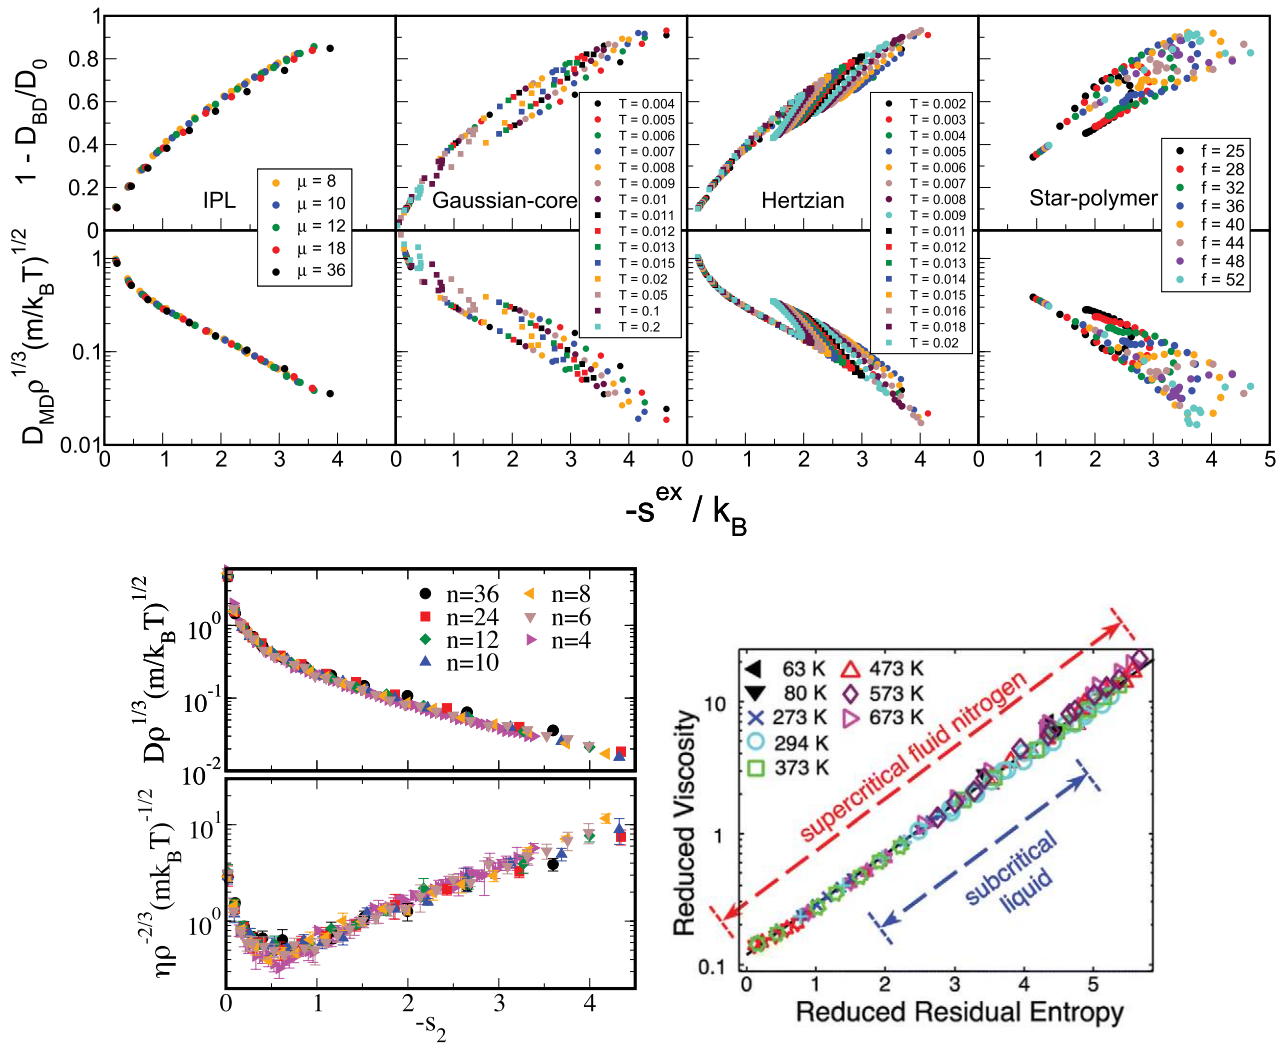 1 - D_BD/D_0
1
0.8
0.6
0.4
0.2
0
IPL
μ = 8
μ = 10
μ = 12
μ = 18
μ = 36
Gaussian-core
T = 0.004
T = 0.005
T = 0.006
T = 0.007
T = 0.008
T = 0.009
T = 0.01
T = 0.011
T = 0.012
T = 0.013
T = 0.015
T = 0.02
T = 0.05
T = 0.1
T = 0.2
Hertzian
T = 0.002
T = 0.003
T = 0.004
T = 0.005
T = 0.006
T = 0.007
T = 0.008
T = 0.009
T = 0.011
T = 0.012
T = 0.013
T = 0.014
T = 0.015
T = 0.016
T = 0.018
T = 0.02
Star-polymer
f = 25
f = 28
f = 32
f = 36
f = 40
f = 44
f = 48
f = 52
D_MD ρ^1/3 (m/k_B T)^1/2
1
0.1
0.01
0 1 2 3 4 0 1 2 3 4 0 1 2 3 4 0 1 2 3 4 5
-s^ex / k_B
Dρ^1/3 (m/k_B T)^1/2
10^0
10^-1
10^-2
n=36
n=24
n=12
n=10
n=8
n=6
n=4
ηρ^-2/3 (mk_B T)^-1/2
10^1
10^0
0 1 2 3 4
-s_2
Reduced Viscosity
10
1
0.1
63 K
80 K
273 K
294 K
373 K
473 K
573 K
673 K
supercritical fluid nitrogen
subcritical
liquid
0 1 2 3 4 5
Reduced Residual Entropy